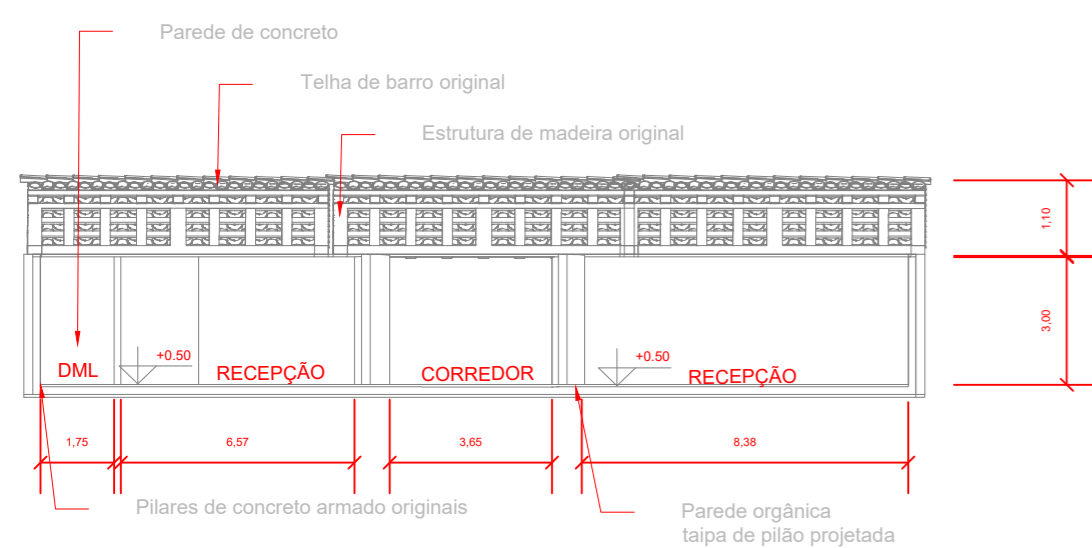 Parede de concreto
Telha de barro original
Estrutura de madeira original
1,10
3,00
+0.50
+0.50
DML
RECEPÇÃO
CORREDOR
RECEPÇÃO
1,75
6,57
3,65
8,38
Pilares de concreto armado originais
Parede orgânica
taipa de pilão projetada